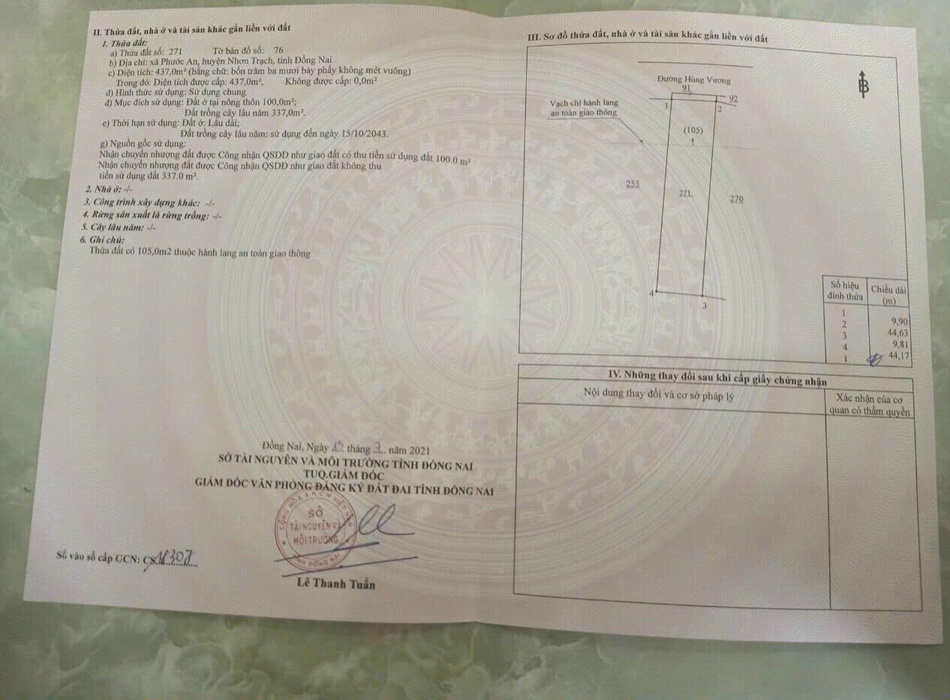 II. Thửa đất, nhà ở và tài sản khác gắn liền với đất
1. Thửa đất:
a) Thửa đất số: 271 Tờ bản đồ số: 76
b) Địa chỉ: xã Phước An, huyện Nhơn Trạch, tỉnh Đồng Nai
c) Diện tích: 437,0m² (bằng chữ: bốn trăm ba mươi bảy phẩy không mét vuông)
Trong đó: Diện tích được cấp: 437,0m². Không được cấp: 0,0m²
d) Hình thức sử dụng: Sử dụng chung
đ) Mục đích sử dụng: Đất ở tại nông thôn 100,0m²;
Đất trồng cây lâu năm 337,0m².
e) Thời hạn sử dụng: Đất ở: Lâu dài;
Đất trồng cây lâu năm: sử dụng đến ngày 15/10/2043.
g) Nguồn gốc sử dụng:
Nhận chuyển nhượng đất được Công nhận QSDĐ như giao đất có thu tiền sử dụng đất 100.0 m²
Nhận chuyển nhượng đất được Công nhận QSDĐ như giao đất không thu
tiền sử dụng đất 337.0 m².
2. Nhà ở: -/-
3. Công trình xây dựng khác: -/-
4. Rừng sản xuất là rừng trồng: -/-
5. Cây lâu năm: -/-
6. Ghi chú:
Thửa đất có 105,0m2 thuộc hành lang an toàn giao thông
Đồng Nai, Ngày tháng năm 2021
SỞ TÀI NGUYÊN VÀ MÔI TRƯỜNG TỈNH ĐỒNG NAI
TUQ.GIÁM ĐỐC
GIÁM ĐỐC VĂN PHÒNG ĐĂNG KÝ ĐẤT ĐAI TỈNH ĐỒNG NAI
SỞ
TÀI NGUYÊN VÀ
MÔI TRƯỜNG
Lê Thanh Tuấn
Số vào sổ cấp GCN: CS
III. Sơ đồ thửa đất, nhà ở và tài sản khác gắn liền với đất
Đường Hùng Vương
91
92
1
2
Vạch chỉ hành lang
an toàn giao thông
(105)
255
271
270
4
3
Số hiệu đỉnh thửa Chiều dài (m)
1
9,90
2
44,63
3
9,81
4
44,17
1
IV. Những thay đổi sau khi cấp giấy chứng nhận
Nội dung thay đổi và cơ sở pháp lý
Xác nhận của cơ
quan có thẩm quyền